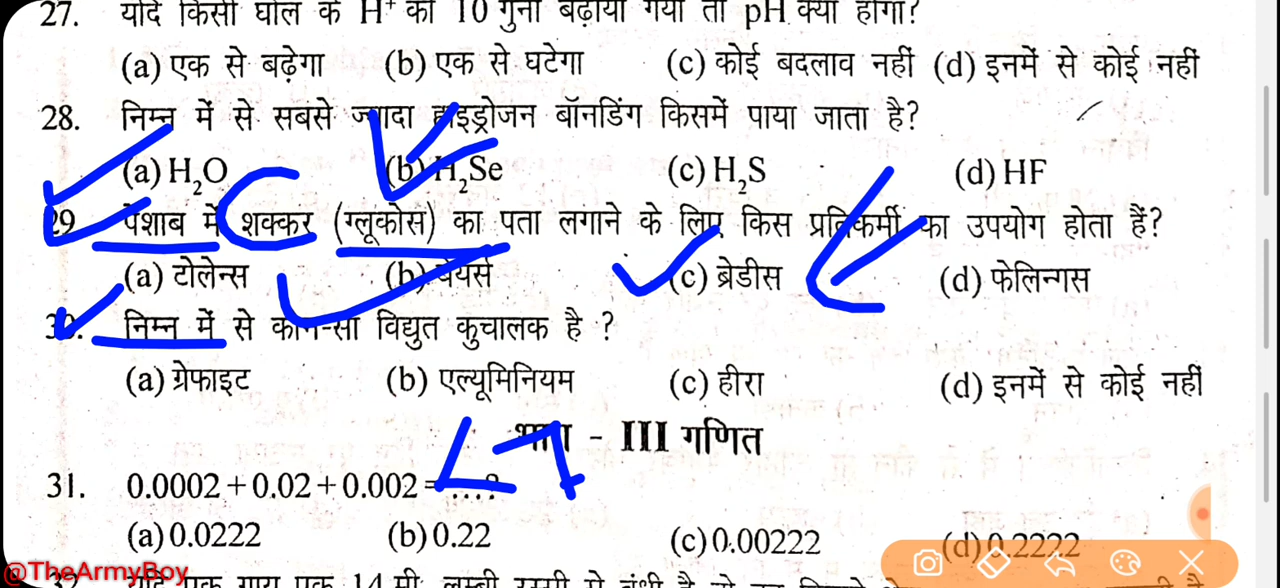 27. यदि किसी घोल के H⁺ को 10 गुना बढ़ाया गया तो pH क्या होगा?
(a) एक से बढ़ेगा (b) एक से घटेगा (c) कोई बदलाव नहीं (d) इनमें से कोई नहीं
28. निम्न में से सबसे ज्यादा हाइड्रोजन बॉनडिंग किसमें पाया जाता है?
(a) H₂O (b) H₂Se (c) H₂S (d) HF
29. पेशाब में शक्कर (ग्लूकोस) का पता लगाने के लिए किस प्रतिकर्मी का उपयोग होता हैं?
(a) टोलेन्स (b) बेयर्स (c) ब्रेडीस (d) फेलिन्गस
30. निम्न में से कौन-सा विद्युत कुचालक है ?
(a) ग्रेफाइट (b) एल्यूमिनियम (c) हीरा (d) इनमें से कोई नहीं
भाग - III गणित
31. 0.0002 + 0.02 + 0.002 = ....?
(a) 0.0222 (b) 0.22 (c) 0.00222 (d) 0.2222
@TheArmyBoy